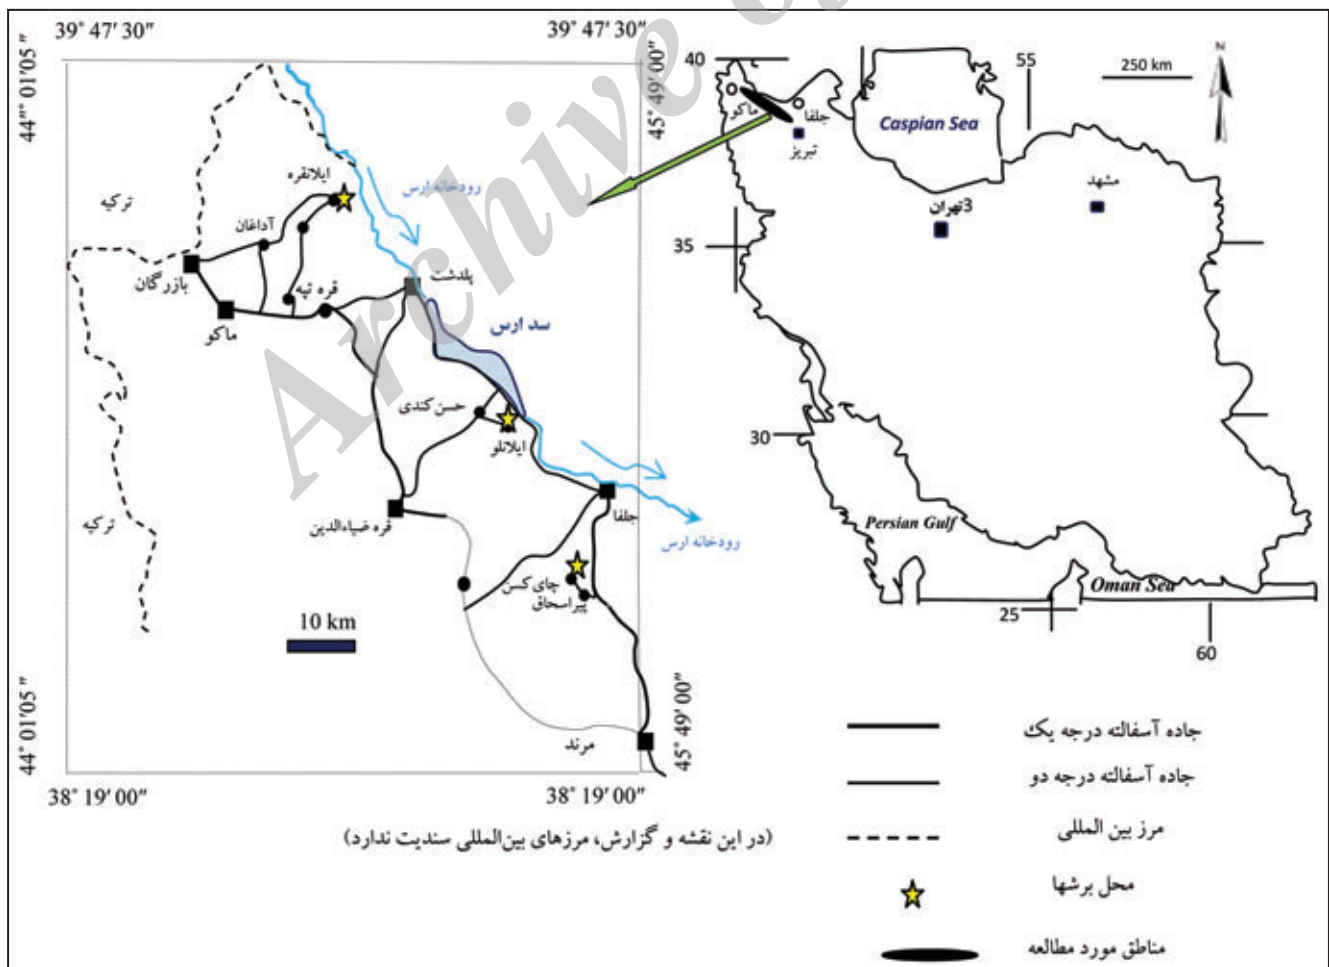 39° 47' 30"
39° 47' 30"
44"' 01'05"
45° 49' 00"
ایلانقره
رودخانه ارس
ترکیه
آداغان
بازرگان
پلدشت
قره تپه
ماکو
سد ارس
حسن کندی
ایلانلو
ترکیه
قره ضیاءالدین
جلفا
رودخانه ارس
چای کسن
پیراسحاق
10 km
مرند
44° 01'05"
45° 49' 00"
38° 19' 00"
38° 19' 00"
(در این نقشه و گزارش، مرزهای بین‌المللی سندیت ندارد)
40
55
250 km
N
ماکو
جلفا
تبریز
Caspian Sea
مشهد
3تهران
35
30
Persian Gulf
Oman Sea
25
60
جاده آسفالته درجه یک
جاده آسفالته درجه دو
مرز بین المللی
محل برشها
مناطق مورد مطالعه
Archive of